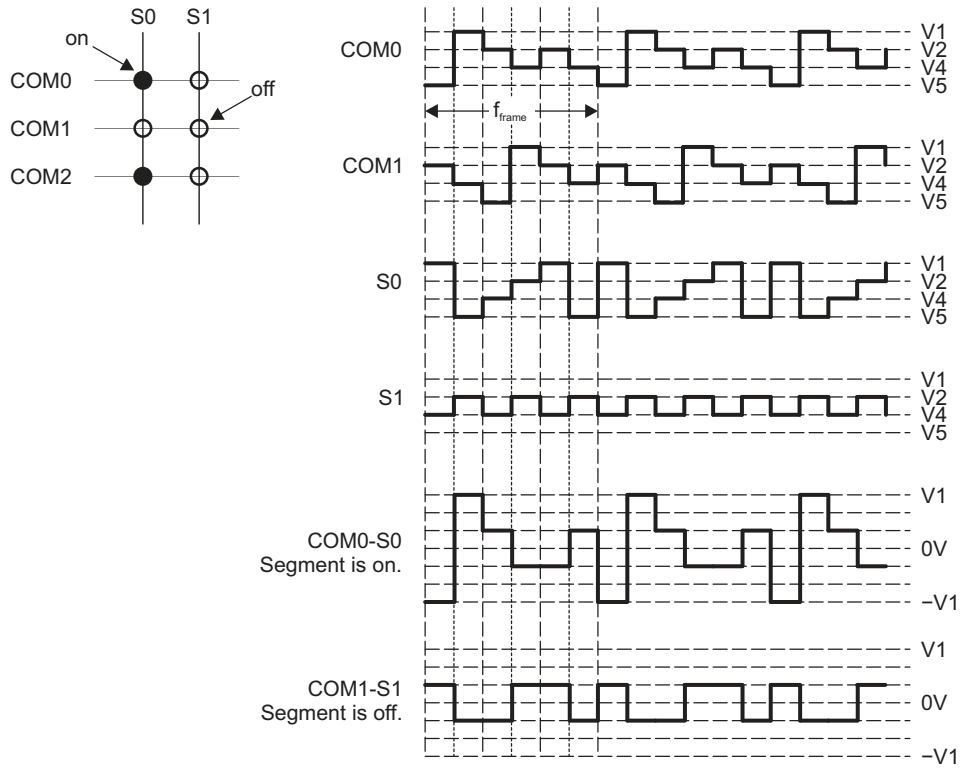 S0 S1
on
COM0
off
COM1
COM2
COM0
V1
V2
V4
V5
fframe
COM1
V1
V2
V4
V5
S0
V1
V2
V4
V5
S1
V1
V2
V4
V5
COM0-S0
Segment is on.
V1
0V
−V1
COM1-S1
Segment is off.
V1
0V
−V1